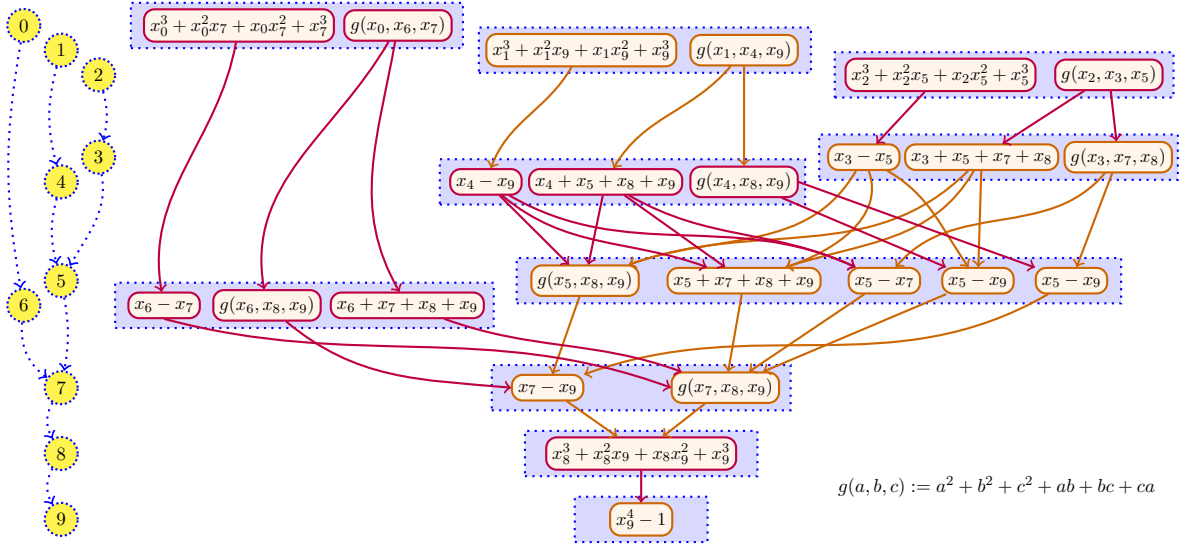 0
x_0^3 + x_0^2x_7 + x_0x_7^2 + x_7^3
g(x_0, x_6, x_7)
1
x_1^3 + x_1^2x_9 + x_1x_9^2 + x_9^3
g(x_1, x_4, x_9)
2
x_2^3 + x_2^2x_5 + x_2x_5^2 + x_5^3
g(x_2, x_3, x_5)
3
x_3 − x_5
x_3 + x_5 + x_7 + x_8
g(x_3, x_7, x_8)
4
x_4 − x_9
x_4 + x_5 + x_8 + x_9
g(x_4, x_8, x_9)
5
g(x_5, x_8, x_9)
x_5 + x_7 + x_8 + x_9
x_5 − x_7
x_5 − x_9
x_5 − x_9
6
x_6 − x_7
g(x_6, x_8, x_9)
x_6 + x_7 + x_8 + x_9
7
x_7 − x_9
g(x_7, x_8, x_9)
8
x_8^3 + x_8^2x_9 + x_8x_9^2 + x_9^3
g(a, b, c) := a^2 + b^2 + c^2 + ab + bc + ca
9
x_9^4 − 1